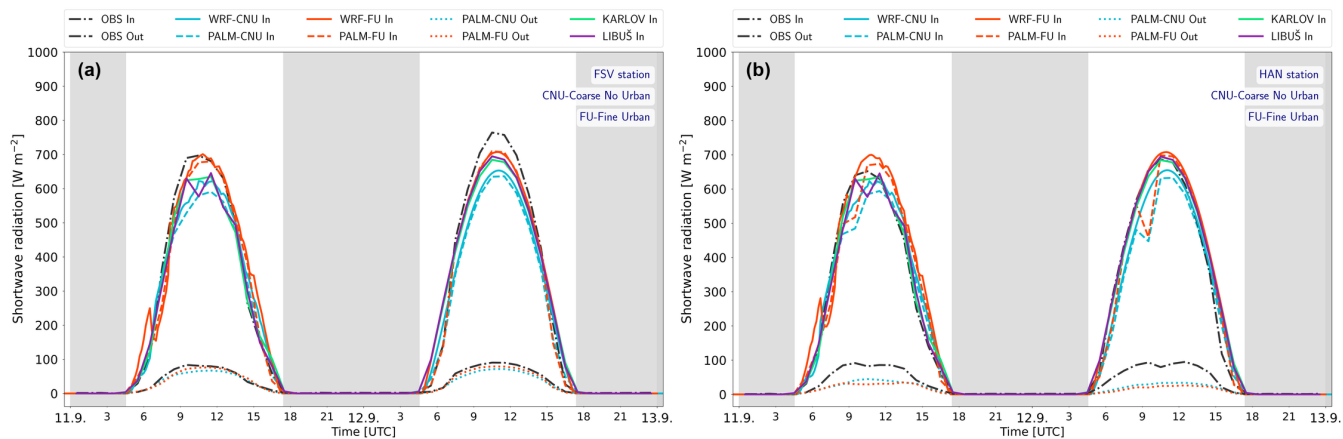 OBS In WRF-CNU In WRF-FU In PALM-CNU Out KARLOV In
OBS Out PALM-CNU In PALM-FU In PALM-FU Out LIBUŠ In
(a)
FSV station
CNU-Coarse No Urban
FU-Fine Urban
Shortwave radiation [W m⁻²]
1000
900
800
700
600
500
400
300
200
100
0
11.9. 3 6 9 12 15 18 12.9. 3 6 9 12 15 18 21 13.9.
Time [UTC]
OBS In WRF-CNU In WRF-FU In PALM-CNU Out KARLOV In
OBS Out PALM-CNU In PALM-FU In PALM-FU Out LIBUŠ In
(b)
HAN station
CNU-Coarse No Urban
FU-Fine Urban
Shortwave radiation [W m⁻²]
1000
900
800
700
600
500
400
300
200
100
0
11.9. 3 6 9 12 15 18 12.9. 3 6 9 12 15 18 21 13.9.
Time [UTC]